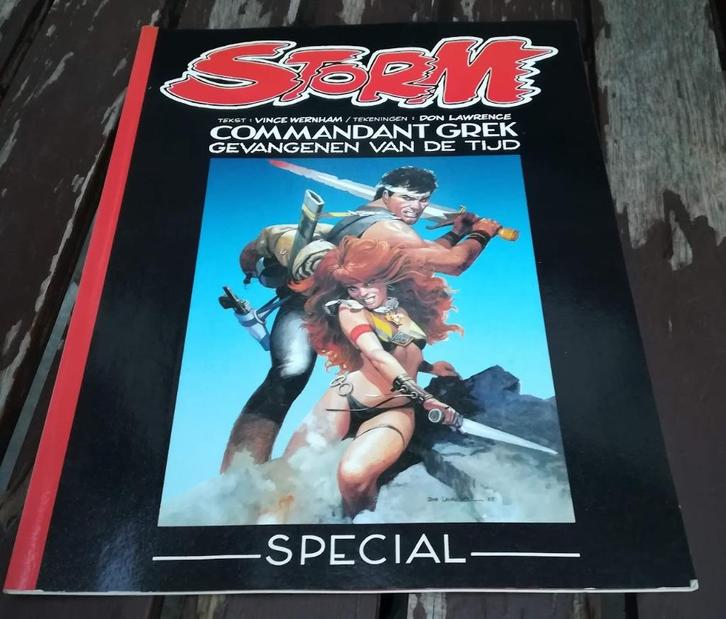 STORM
TEKST : VINCE WERNHAM / TEKENINGEN : DON LAWRENCE
COMMANDANT GREK
GEVANGENEN VAN DE TIJD
SPECIAL